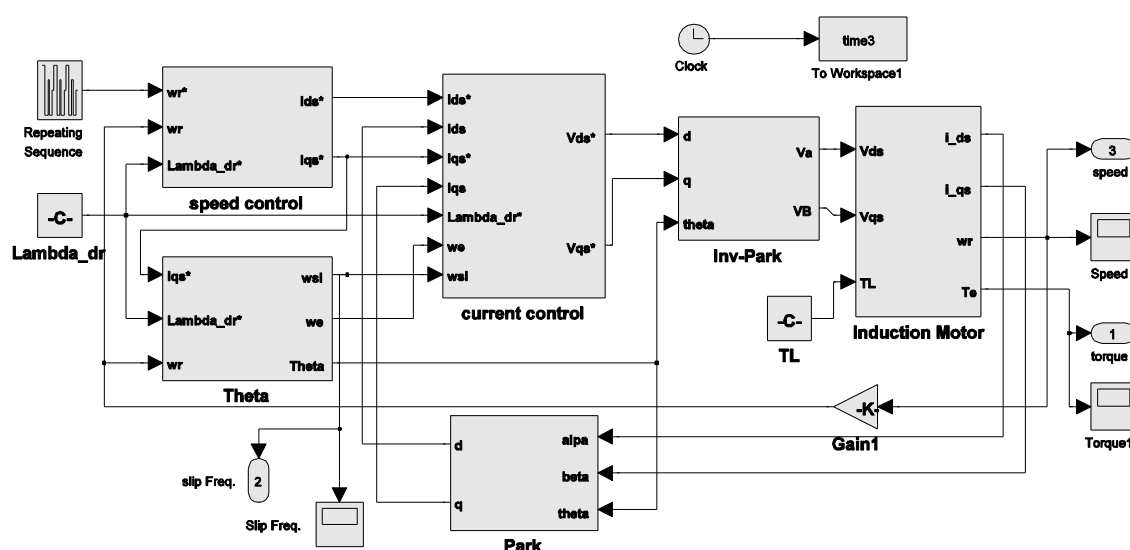 time3
Clock
To Workspace1
Repeating
Sequence
wr*
wr
Lambda_dr*
Ids*
Iqs*
speed control
-C-
Lambda_dr
Ids*
Ids
Iqs*
Iqs
Lambda_dr*
we
wsl
Vds*
Vqs*
current control
d
q
theta
Va
VB
Inv-Park
Vds
Vqs
TL
i_ds
i_qs
wr
Te
Induction Motor
3
speed
Speed
1
torque
Torque1
-C-
TL
Iqs*
Lambda_dr*
wr
wsl
we
Theta
Theta
-K-
Gain1
d
q
alpa
beta
theta
Park
slip Freq.
2
Slip Freq.